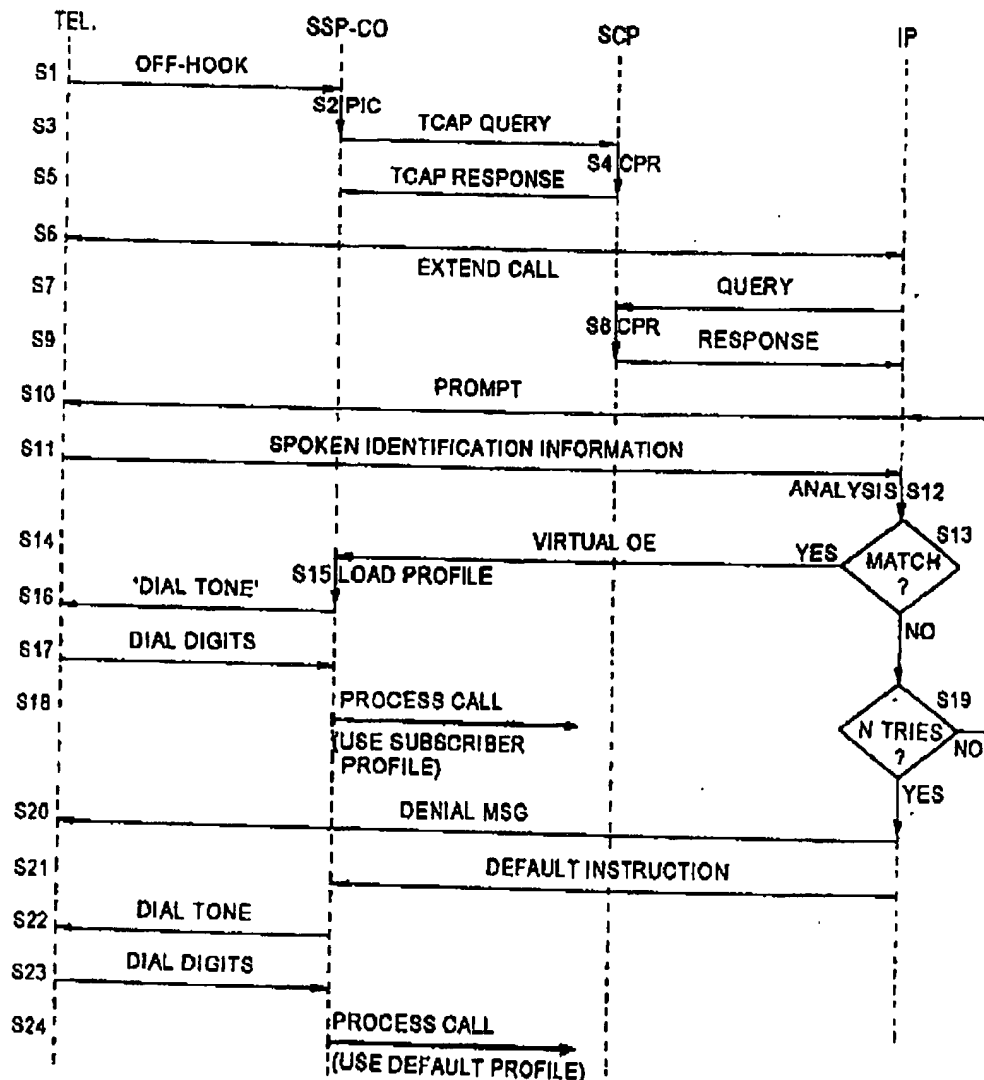 TEL. SSP-CO SCP IP
S1 OFF-HOOK
S2 PIC
S3 TCAP QUERY
S4 CPR
S5 TCAP RESPONSE
S6
EXTEND CALL
S7 QUERY
S8 CPR
S9 RESPONSE
S10 PROMPT
S11 SPOKEN IDENTIFICATION INFORMATION
ANALYSIS S12
S13
S14 VIRTUAL OE YES MATCH
?
S15 LOAD PROFILE
S16 'DIAL TONE'
NO
S17 DIAL DIGITS
S18 PROCESS CALL
(USE SUBSCRIBER
PROFILE)
S19
N TRIES
?
NO
YES
S20 DENIAL MSG
S21 DEFAULT INSTRUCTION
S22 DIAL TONE
S23 DIAL DIGITS
S24 PROCESS CALL
(USE DEFAULT PROFILE)